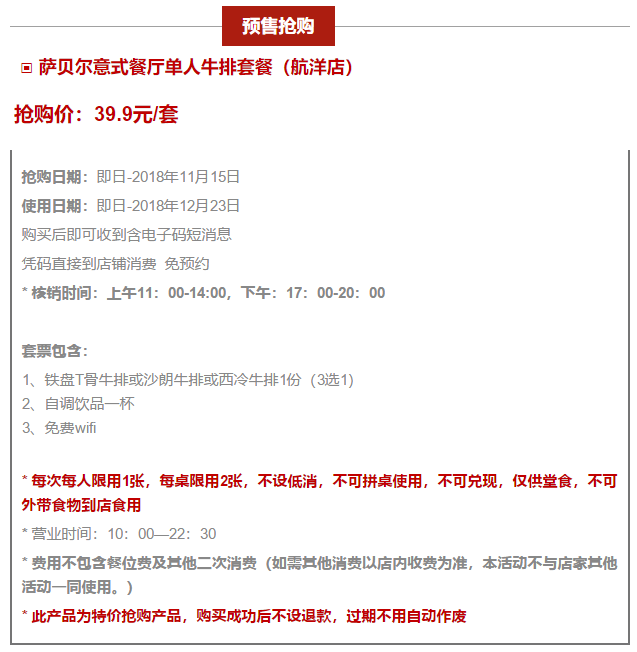 预售抢购
萨贝尔意式餐厅单人牛排套餐（航洋店）
抢购价：39.9元/套
抢购日期：即日-2018年11月15日
使用日期：即日-2018年12月23日
购买后即可收到含电子码短消息
凭码直接到店铺消费 免预约
* 核销时间：上午11：00-14:00，下午：17：00-20：00
套票包含：
1、铁盘T骨牛排或沙朗牛排或西冷牛排1份（3选1）
2、自调饮品一杯
3、免费wifi
* 每次每人限用1张，每桌限用2张，不设低消，不可拼桌使用，不可兑现，仅供堂食，不可
外带食物到店食用
* 营业时间：10：00—22：30
* 费用不包含餐位费及其他二次消费（如需其他消费以店内收费为准，本活动不与店家其他
活动一同使用。）
* 此产品为特价抢购产品，购买成功后不设退款，过期不用自动作废